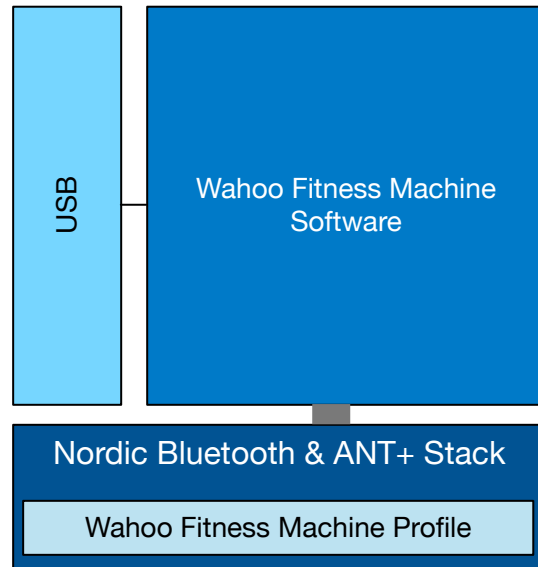 USB
Wahoo Fitness Machine
Software
Nordic Bluetooth & ANT+ Stack
Wahoo Fitness Machine Profile